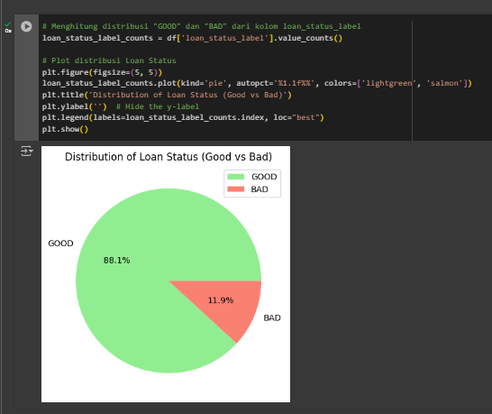 # Menghitung distribusi "GOOD" dan "BAD" dari kolom loan_status_label
loan_status_label_counts = df['loan_status_label'].value_counts()
# Plot distribusi Loan Status
plt.figure(figsize=(5, 5))
loan_status_label_counts.plot(kind='pie', autopct='%1.1f%%', colors=['lightgreen', 'salmon'])
plt.title('Distribution of Loan Status (Good vs Bad)')
plt.ylabel('')  # Hide the y-label
plt.legend(labels=loan_status_label_counts.index, loc="best")
plt.show()
Distribution of Loan Status (Good vs Bad)
GOOD
BAD
GOOD
88.1%
11.9%
BAD